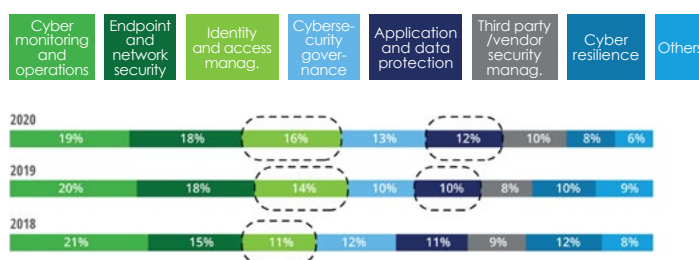 Cyber
monitoring
and
operations
Endpoint
and
network
security
Identity
and access
manag.
Cyberse-
curity
gover-
nance
Application
and data
protection
Third party
/vendor
security
manag.
Cyber
resilience
Others
2020
19% 18% 16% 13% 12% 10% 8% 6%
2019
20% 18% 14% 10% 10% 8% 10% 9%
2018
21% 15% 11% 12% 11% 9% 12% 8%